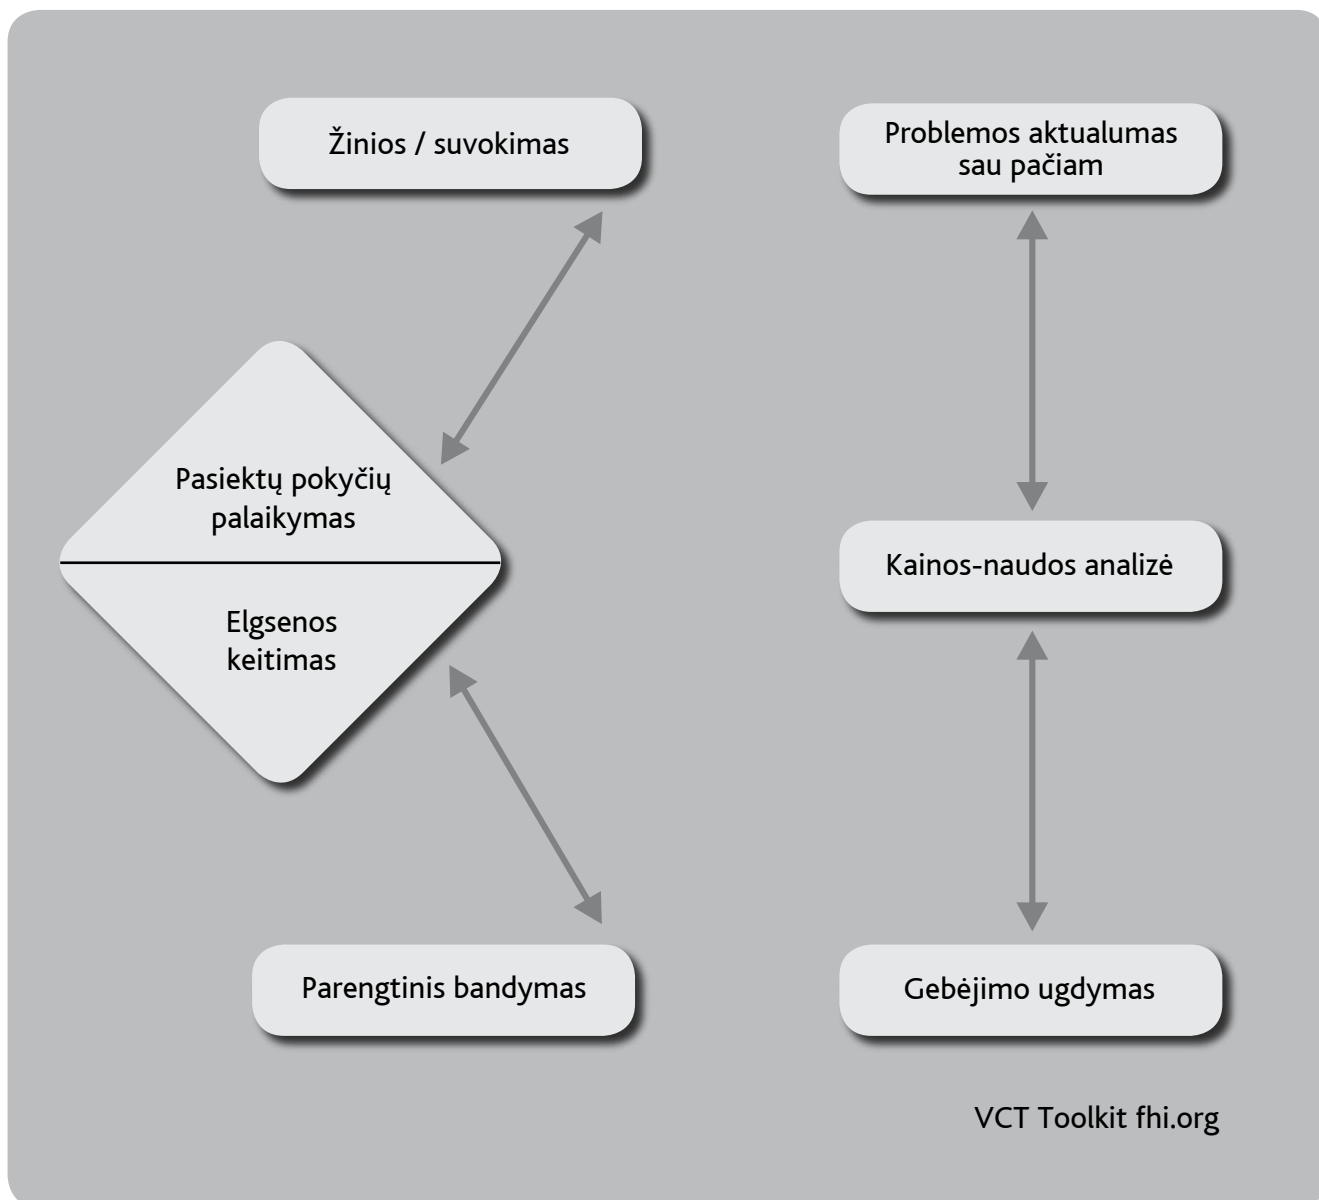 Žinios / suvokimas
Problemos aktualumas
sau pačiam
Pasiektų pokyčių
palaikymas
Elgsenos
keitimas
Kainos-naudos analizė
Parengtinis bandymas
Gebėjimo ugdymas
VCT Toolkit fhi.org